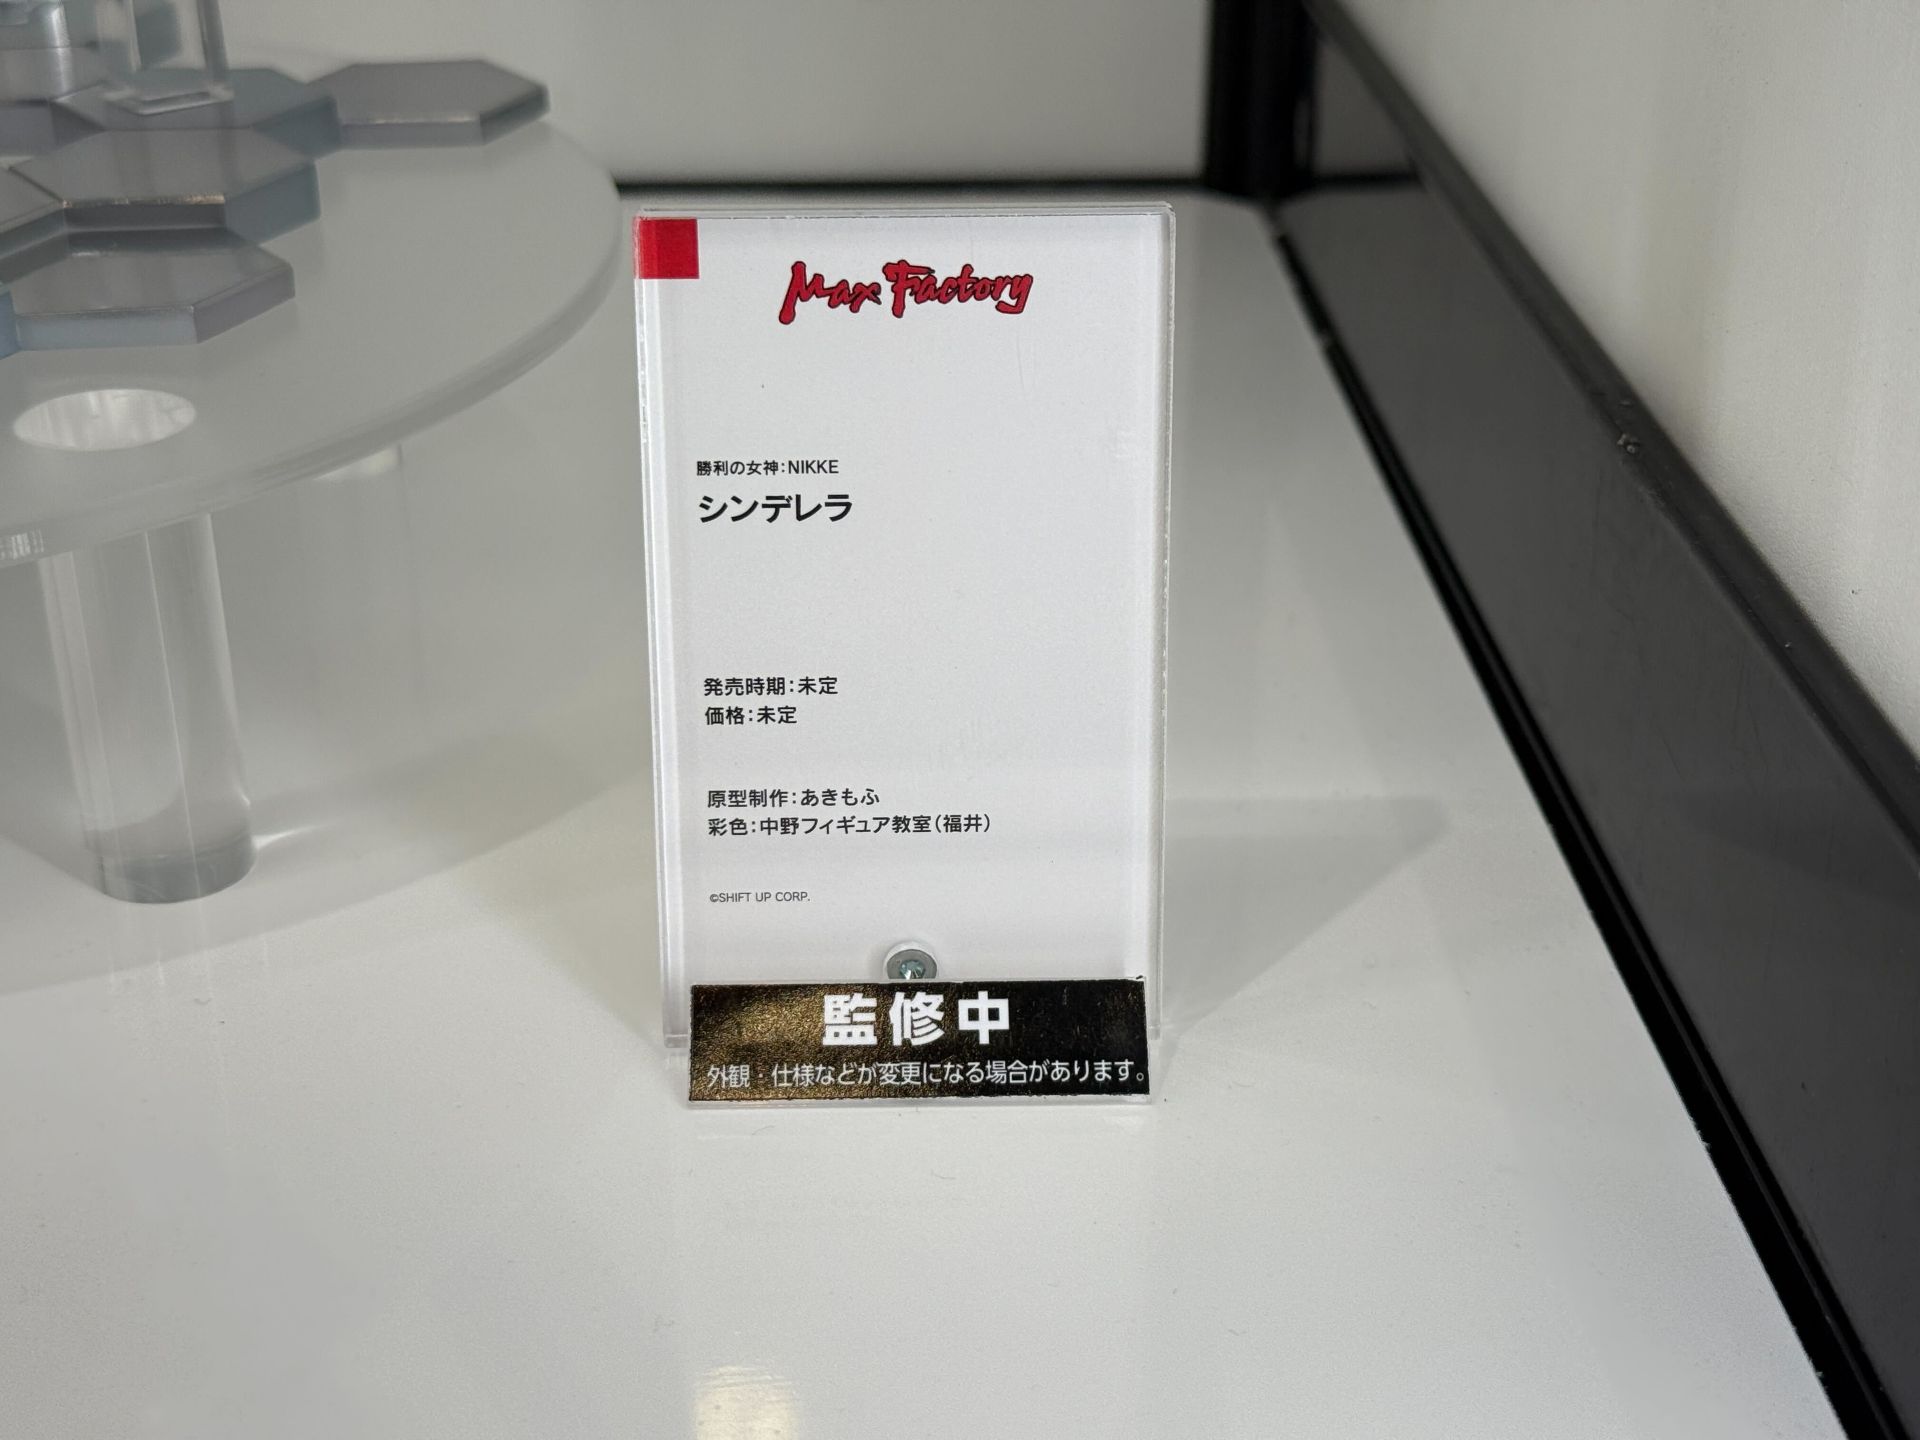 Max Factory
勝利の女神：NIKKE
シンデレラ
発売時期：未定
価格：未定
原型制作：あきもふ
彩色：中野フィギュア教室（福井）
©SHIFT UP CORP.
監修中
外観・仕様などが変更になる場合があります。